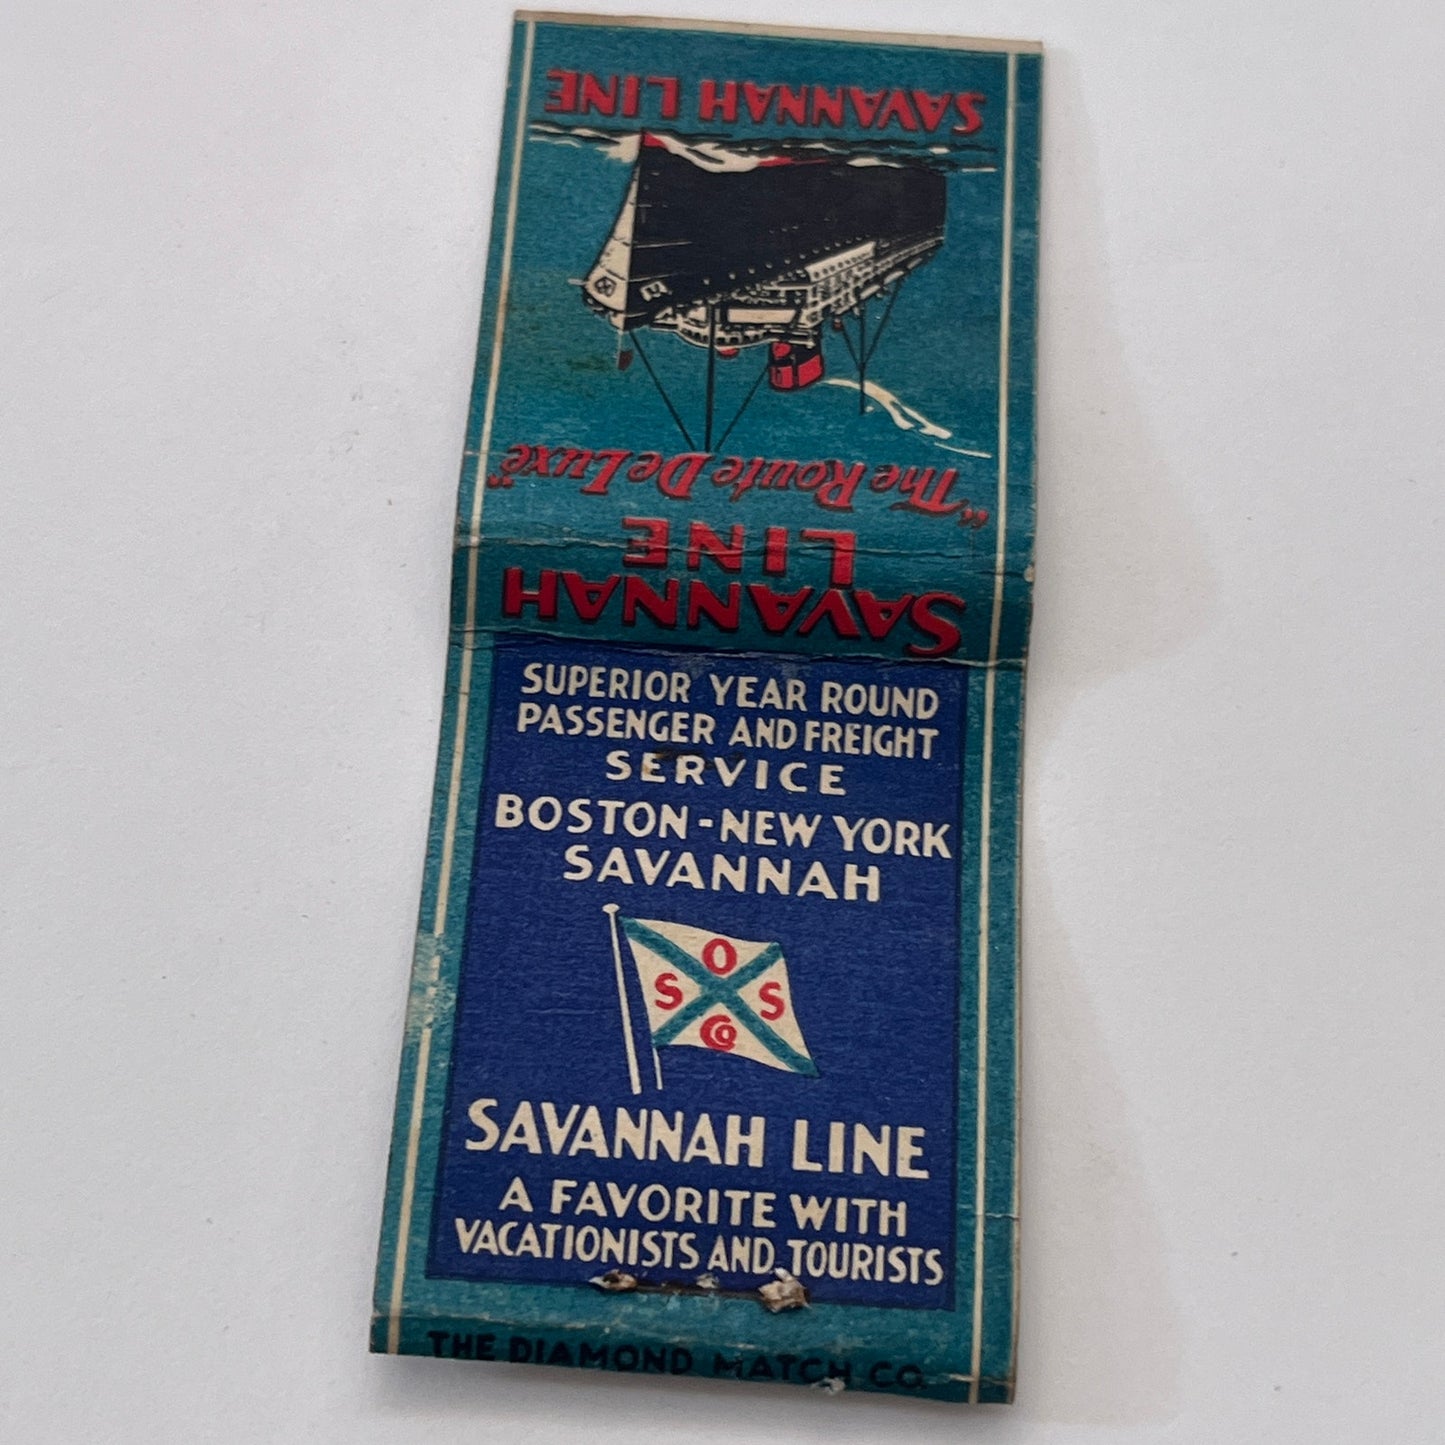 SAVANNAH LINE
"The Route De Luxe"
SAVANNAH
LINE
SUPERIOR YEAR ROUND
PASSENGER AND FREIGHT
SERVICE
BOSTON-NEW YORK
SAVANNAH
O
S S
Co
SAVANNAH LINE
A FAVORITE WITH
VACATIONISTS AND TOURISTS
THE DIAMOND MATCH CO.